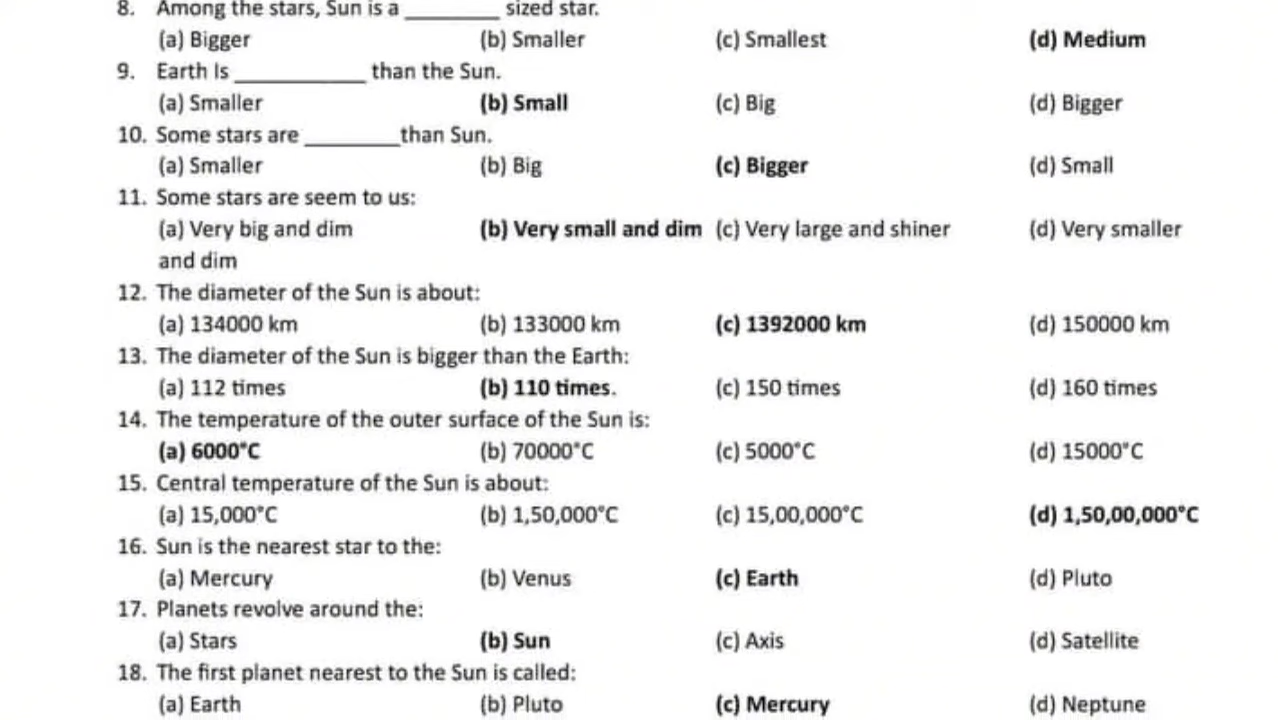 8. Among the stars, Sun is a _________ sized star.
(a) Bigger (b) Smaller (c) Smallest (d) Medium
9. Earth Is ____________ than the Sun.
(a) Smaller (b) Small (c) Big (d) Bigger
10. Some stars are _________than Sun.
(a) Smaller (b) Big (c) Bigger (d) Small
11. Some stars are seem to us:
(a) Very big and dim (b) Very small and dim (c) Very large and shiner (d) Very smaller
and dim
12. The diameter of the Sun is about:
(a) 134000 km (b) 133000 km (c) 1392000 km (d) 150000 km
13. The diameter of the Sun is bigger than the Earth:
(a) 112 times (b) 110 times. (c) 150 times (d) 160 times
14. The temperature of the outer surface of the Sun is:
(a) 6000°C (b) 70000°C (c) 5000°C (d) 15000°C
15. Central temperature of the Sun is about:
(a) 15,000°C (b) 1,50,000°C (c) 15,00,000°C (d) 1,50,00,000°C
16. Sun is the nearest star to the:
(a) Mercury (b) Venus (c) Earth (d) Pluto
17. Planets revolve around the:
(a) Stars (b) Sun (c) Axis (d) Satellite
18. The first planet nearest to the Sun is called:
(a) Earth (b) Pluto (c) Mercury (d) Neptune